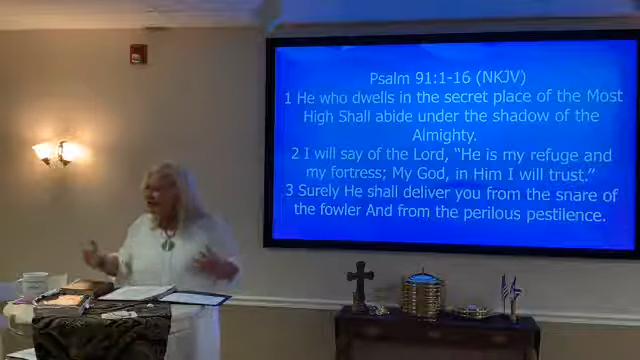 Psalm 91:1-16 (NKJV)
1 He who dwells in the secret place of the Most
High Shall abide under the shadow of the
Almighty.
2 I will say of the Lord, “He is my refuge and
my fortress; My God, in Him I will trust.”
3 Surely He shall deliver you from the snare of
the fowler And from the perilous pestilence.